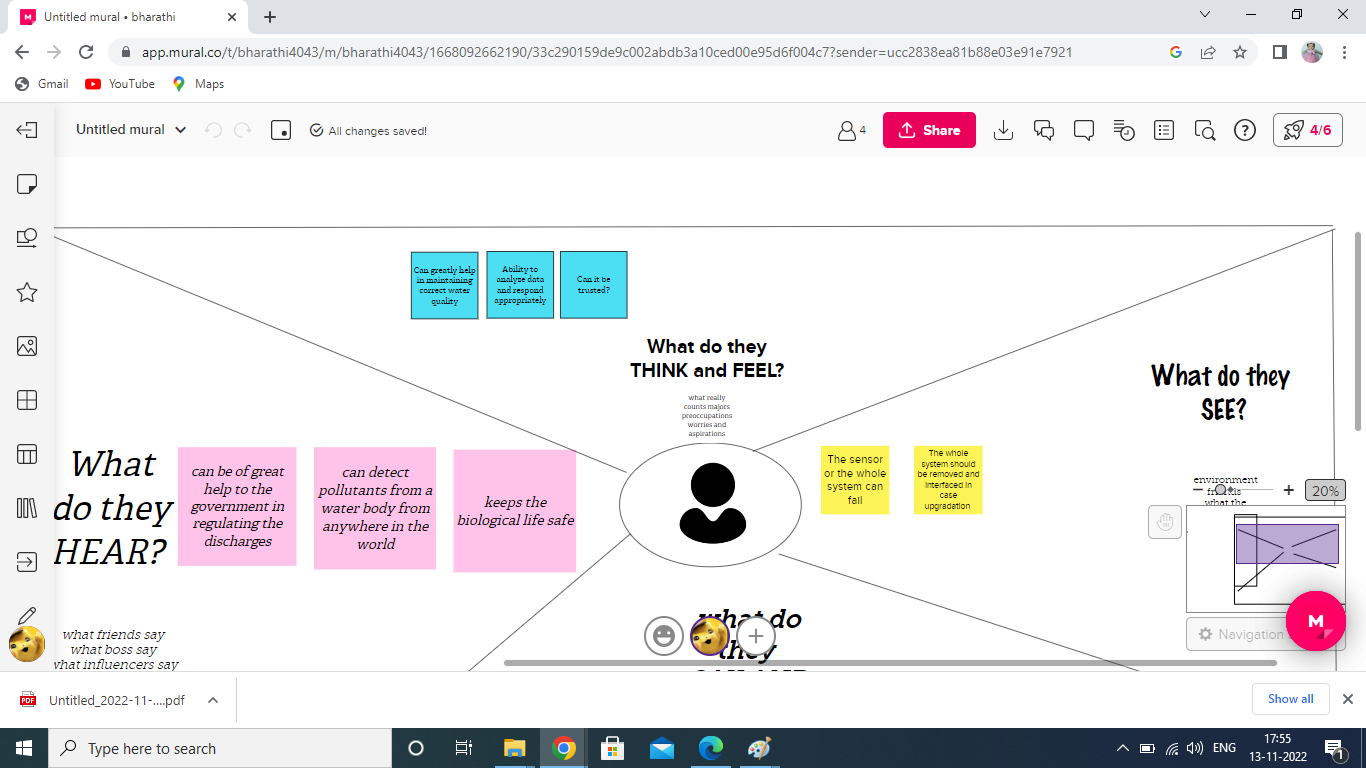 Untitled mural • bharathi
app.mural.co/t/bharathi4043/m/bharathi4043/1668092662190/33c290159de9c002abdb3a10ced00e95d6f004c7?sender=ucc2838ea81b88e03e91e7921
Gmail
YouTube
Maps
Untitled mural
All changes saved!
4
Share
4/6
Can greatly help
in maintaining
correct water
quality
Ability to
analyze data
and respond
appropriately
Can it be
trusted?
What do they
THINK and FEEL?
what really
counts majors
preoccupations
worries and
aspirations
What do they
SEE?
environment
what the
20%
What
do they
HEAR?
can be of great
help to the
government in
regulating the
discharges
can detect
pollutants from a
water body from
anywhere in the
world
keeps the
biological life safe
The sensor
or the whole
system can
fail
The whole
system should
be removed and
interfaced in
case
upgradation
what do
they
what friends say
what boss say
what influencers say
Navigation
M
Untitled_2022-11-....pdf
Show all
Type here to search
ENG
17:55
13-11-2022
1